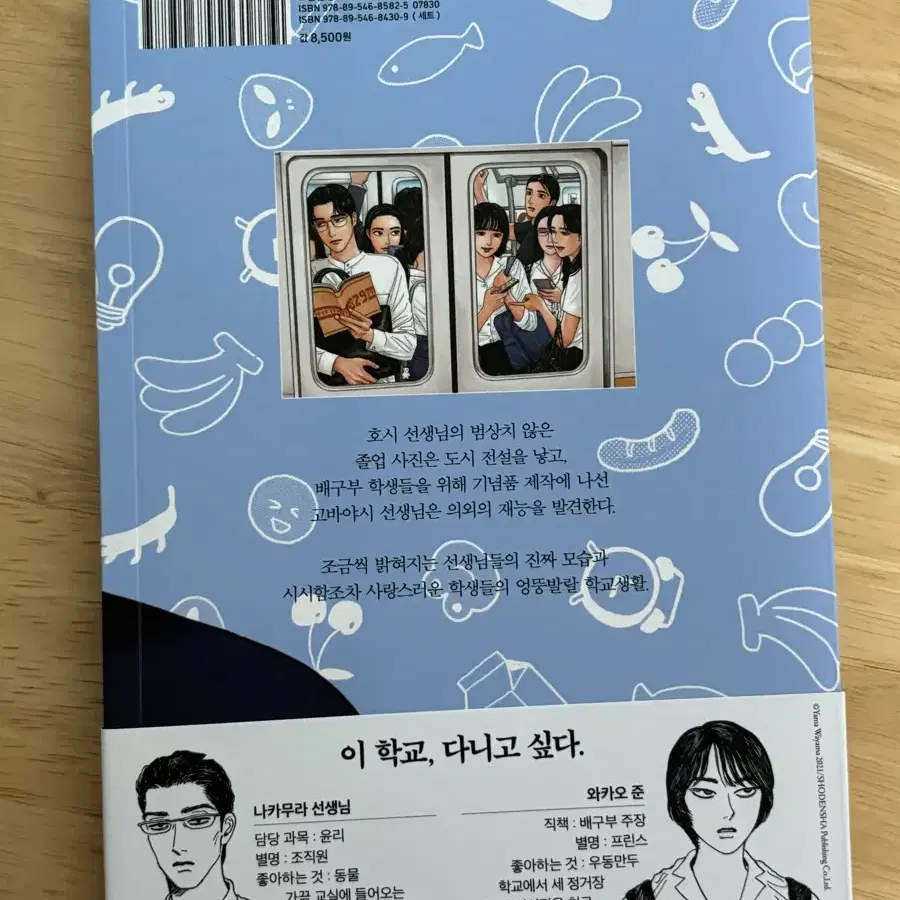 ISBN 978-89-546-8582-5 07830
ISBN 978-89-546-8430-9 (세트)
값 8,500원
호시 선생님의 범상치 않은
졸업 사진은 도시 전설을 낳고,
배구부 학생들을 위해 기념품 제작에 나선
고바야시 선생님은 의외의 재능을 발견한다.
조금씩 밝혀지는 선생님들의 진짜 모습과
시시함조차 사랑스러운 학생들의 엉뚱발랄 학교생활.
이 학교, 다니고 싶다.
나카무라 선생님
담당 과목 : 윤리
별명 : 조직원
좋아하는 것 : 동물
가끔 교실에 들어오는
와카오 준
직책 : 배구부 주장
별명 : 프린스
좋아하는 것 : 우동만두
학교에서 세 정거장
©Yama Wayama 2021/SHODENSHA Publishing Co.,Ltd.